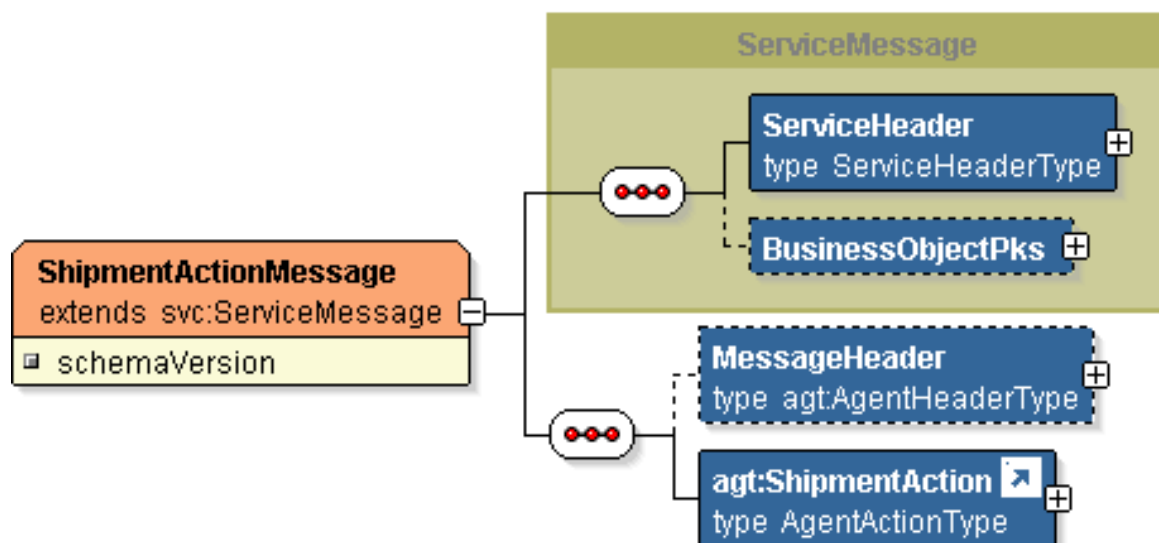 ServiceMessage
ServiceHeader
type ServiceHeaderType
BusinessObjectPks
ShipmentActionMessage
extends svc:ServiceMessage
schemaVersion
MessageHeader
type agt:AgentHeaderType
agt:ShipmentAction
type AgentActionType